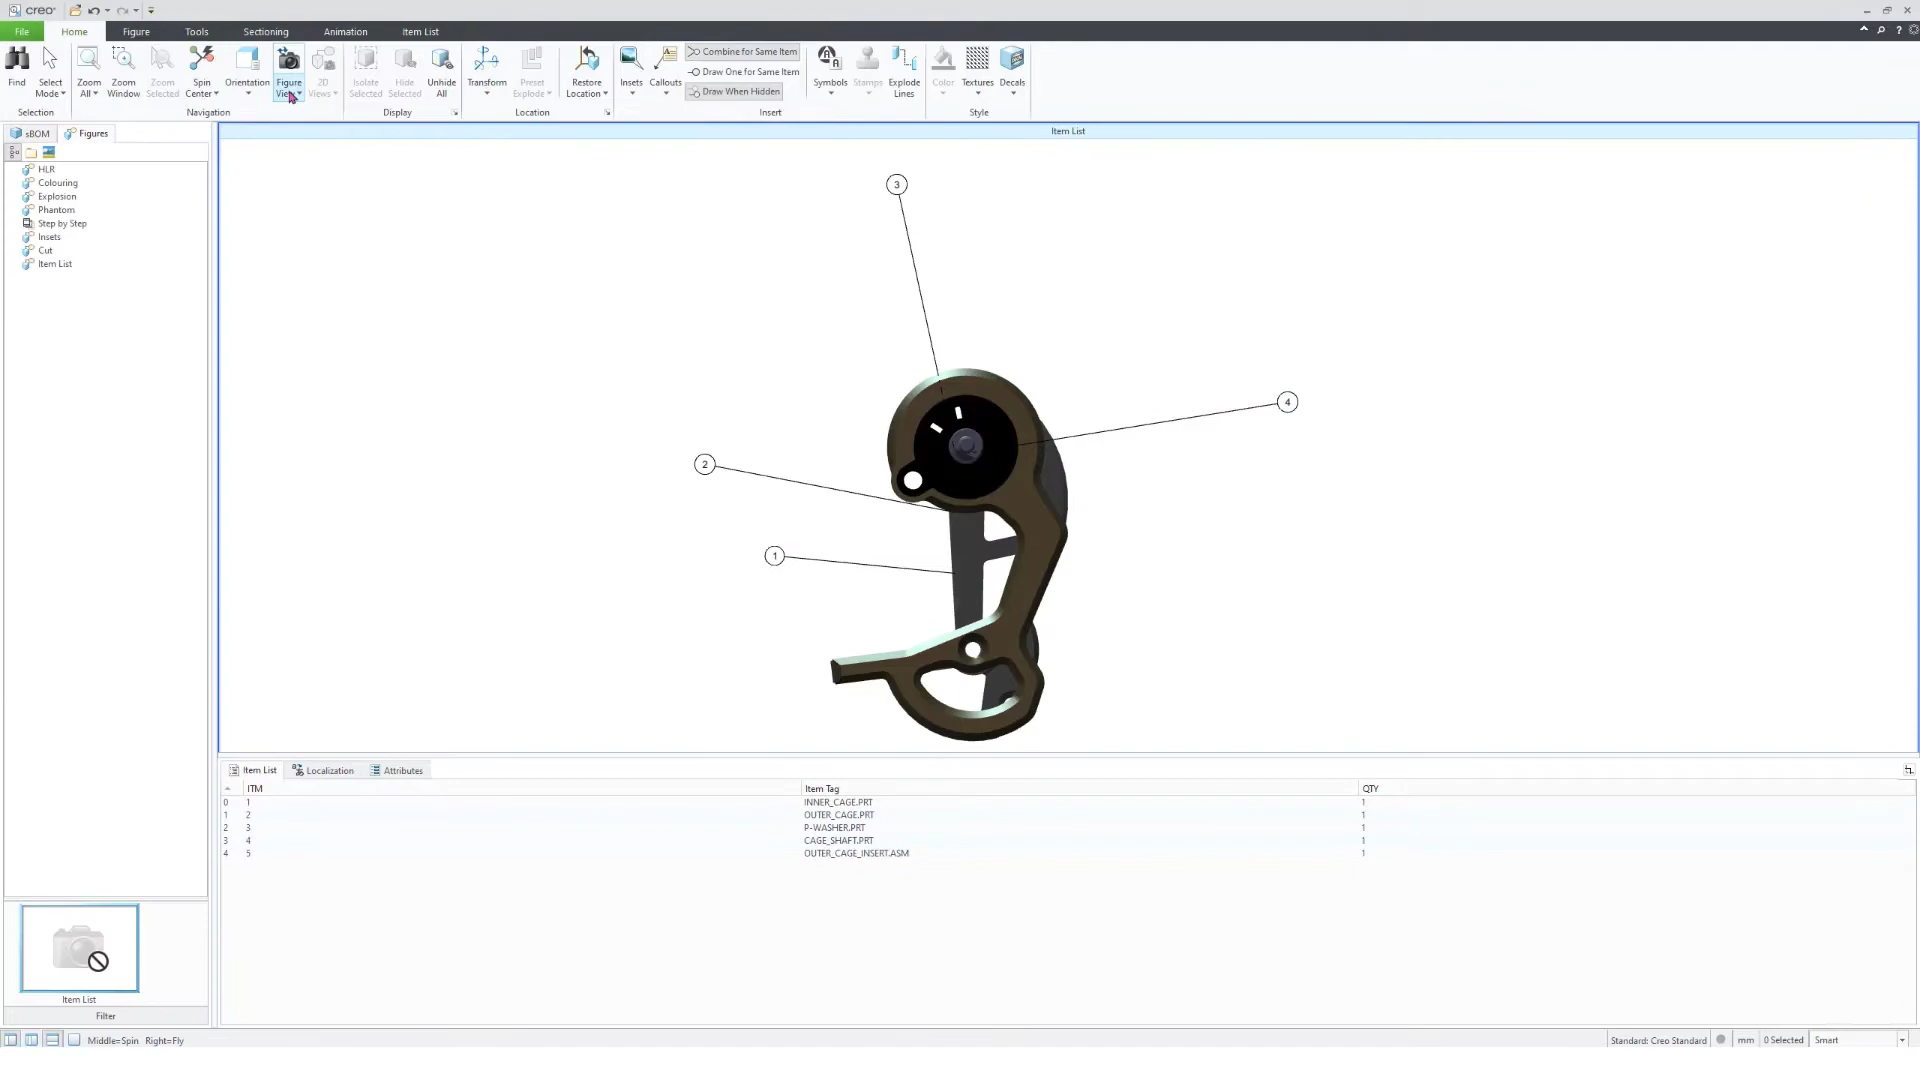 creo
File Home Figure Tools Sectioning Animation Item List
Find
Select Mode
Zoom All
Zoom Window
Zoom Selected
Spin Center
Orientation
Figure View
2D Views
Isolate Selected
Hide Selected
Unhide All
Transform
Preset Explode
Restore Location
Insets
Callouts
Combine for Same Item
Draw One for Same Item
Draw When Hidden
Symbols
Stamps
Explode Lines
Color
Textures
Decals
Selection Navigation Display Location Insert Style
sBOM Figures
Item List
HLR
Colouring
Explosion
Phantom
Step by Step
Insets
Cut
Item List
3
4
2
1
Item List Localization Attributes
ITM Item Tag QTY
0 1 INNER_CAGE.PRT 1
1 2 OUTER_CAGE.PRT 1
2 3 P-WASHER.PRT 1
3 4 CAGE_SHAFT.PRT 1
4 5 OUTER_CAGE_INSERT.ASM 1
Item List
Filter
Middle=Spin Right=Fly
Standard: Creo Standard mm 0 Selected Smart